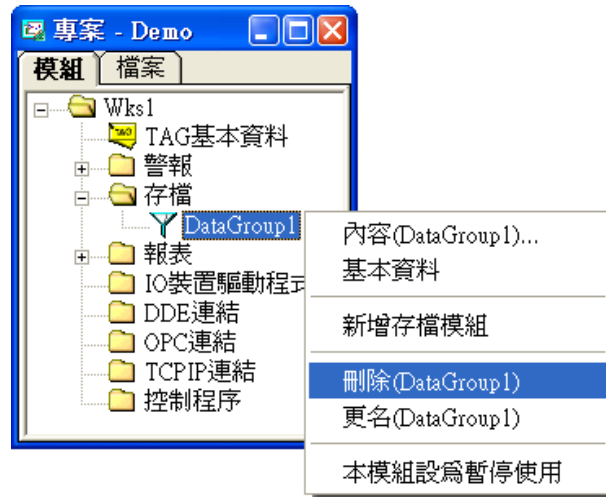 專案 - Demo
模組 檔案
Wks1
TAG基本資料
警報
存檔
DataGroup1
報表
IO裝置驅動程式
DDE連結
OPC連結
TCPIP連結
控制程序
內容(DataGroup1)...
基本資料
新增存檔模組
刪除(DataGroup1)
更名(DataGroup1)
本模組設為暫停使用